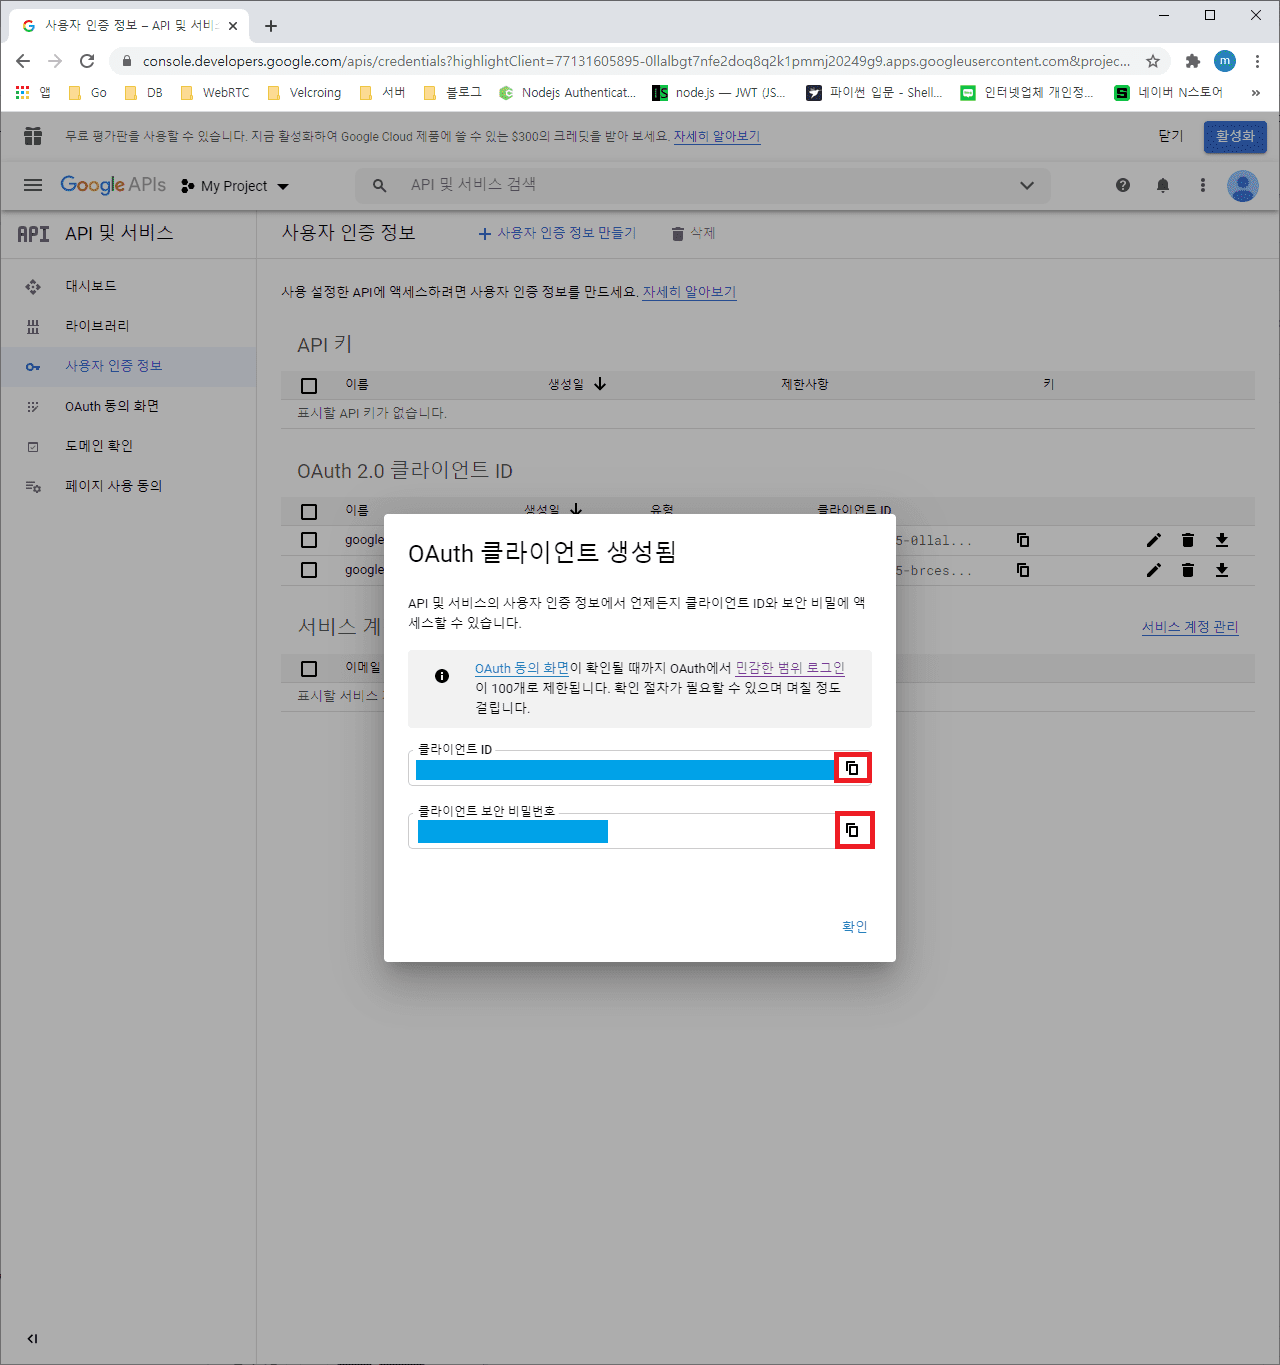 사용자 인증 정보 – API 및 서비
console.developers.google.com/apis/credentials?highlightClient=77131605895-0llalbgt7nfe2doq8q2k1pmmj20249g9.apps.googleusercontent.com&projec...
m
앱 Go DB WebRTC Velcroing 서버 블로그 Nodejs Authenticat... node.js — JWT (JS... 파이썬 입문 - Shell... 인터넷업체 개인정... 네이버 N스토어 »
무료 평가판을 사용할 수 있습니다. 지금 활성화하여 Google Cloud 제품에 쓸 수 있는 $300의 크레딧을 받아 보세요. 자세히 알아보기 닫기 활성화
Google APIs My Project API 및 서비스 검색
API API 및 서비스
사용자 인증 정보 + 사용자 인증 정보 만들기 삭제
대시보드
라이브러리
사용자 인증 정보
OAuth 동의 화면
도메인 확인
페이지 사용 동의
사용 설정한 API에 액세스하려면 사용자 인증 정보를 만드세요. 자세히 알아보기
API 키
이름 생성일 제한사항 키
표시할 API 키가 없습니다.
OAuth 2.0 클라이언트 ID
이름 생성일 유형 클라이언트 ID
google 5-0llal...
google 5-brces...
서비스 계 서비스 계정 관리
이메일
표시할 서비스
OAuth 클라이언트 생성됨
API 및 서비스의 사용자 인증 정보에서 언제든지 클라이언트 ID와 보안 비밀에 액
세스할 수 있습니다.
OAuth 동의 화면이 확인될 때까지 OAuth에서 민감한 범위 로그인
이 100개로 제한됩니다. 확인 절차가 필요할 수 있으며 며칠 정도
걸립니다.
클라이언트 ID
클라이언트 보안 비밀번호
확인